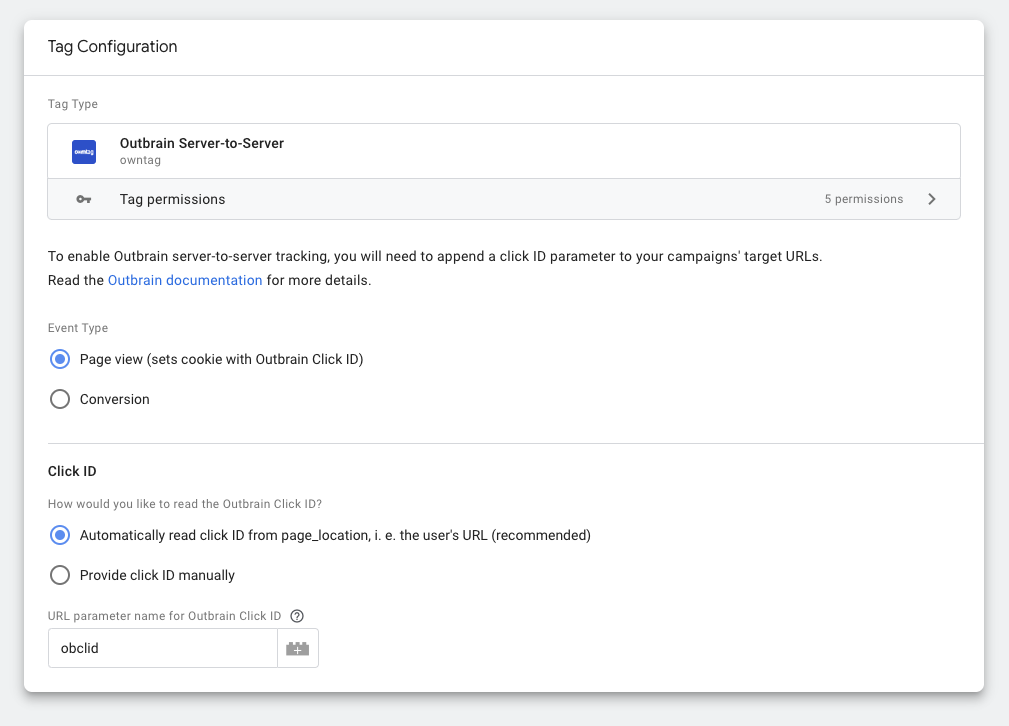 Tag Configuration
Tag Type
owntag
Outbrain Server-to-Server
owntag
Tag permissions
5 permissions
To enable Outbrain server-to-server tracking, you will need to append a click ID parameter to your campaigns' target URLs.
Read the Outbrain documentation for more details.
Event Type
Page view (sets cookie with Outbrain Click ID)
Conversion
Click ID
How would you like to read the Outbrain Click ID?
Automatically read click ID from page_location, i. e. the user's URL (recommended)
Provide click ID manually
URL parameter name for Outbrain Click ID
obclid